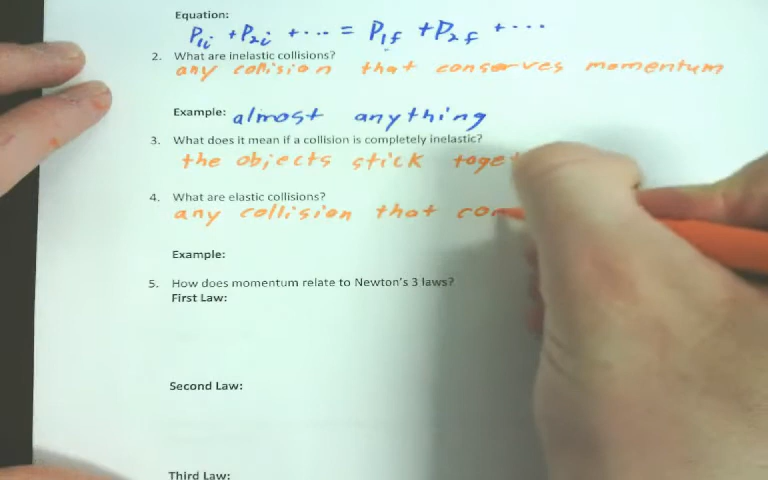 Equation:
P1i + P2i + ... = P1f + P2f + ...
2. What are inelastic collisions?
any collision that conserves momentum
Example: almost anything
3. What does it mean if a collision is completely inelastic?
the objects stick toge
4. What are elastic collisions?
any collision that con
Example:
5. How does momentum relate to Newton's 3 laws?
First Law:
Second Law:
Third Law: